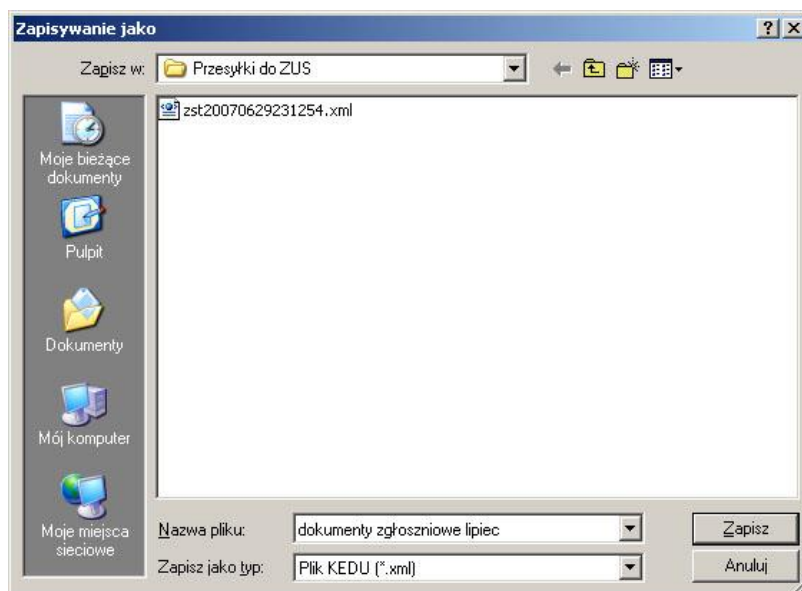 Zapisywanie jako
Zapisz w:
Przesyłki do ZUS
zst20070629231254.xml
Moje bieżące
dokumenty
Pulpit
Dokumenty
Mój komputer
Moje miejsca
sieciowe
Nazwa pliku:
dokumenty zgłoszniowe lipiec
Zapisz
Zapisz jako typ:
Plik KEDU (*.xml)
Anuluj